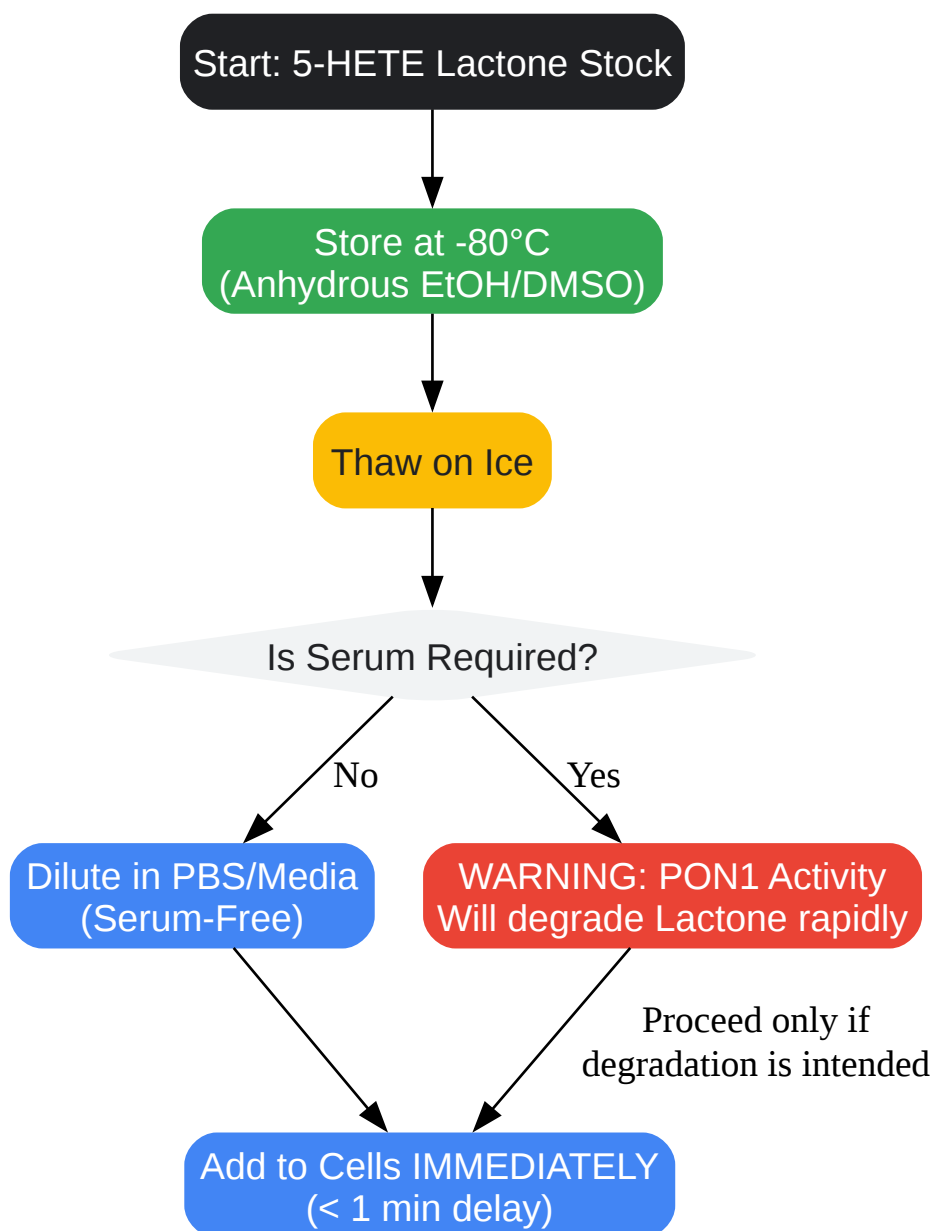 Start: 5-HETE Lactone Stock
Store at -80°C
(Anhydrous EtOH/DMSO)
Thaw on Ice
Is Serum Required?
No
Yes
Dilute in PBS/Media
(Serum-Free)
WARNING: PON1 Activity
Will degrade Lactone rapidly
Proceed only if
degradation is intended
Add to Cells IMMEDIATELY
(< 1 min delay)